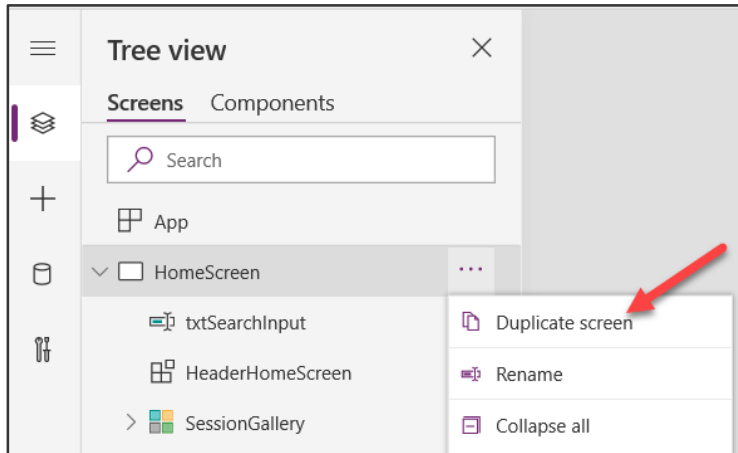 Tree view
Screens Components
Search
App
HomeScreen
txtSearchInput
Duplicate screen
HeaderHomeScreen
Rename
SessionGallery
Collapse all